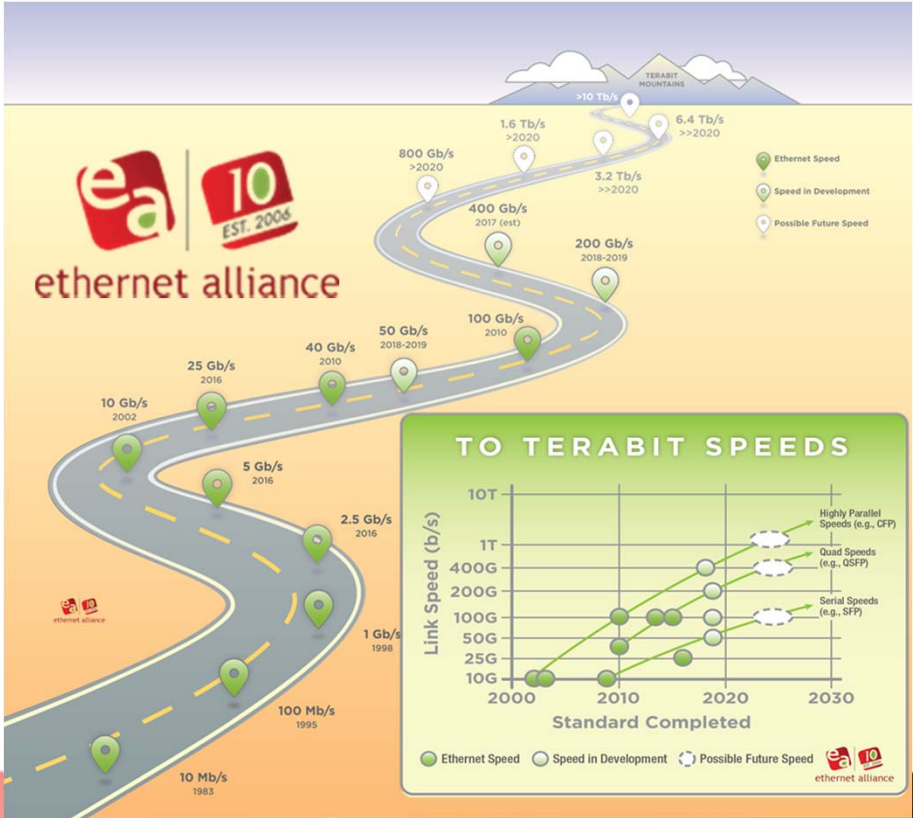 TERABIT
MOUNTAINS
>10 Tb/s
6.4 Tb/s
>>2020
1.6 Tb/s
>2020
3.2 Tb/s
>>2020
800 Gb/s
>2020
Ethernet Speed
Speed in Development
Possible Future Speed
ea
10
EST. 2006
ethernet alliance
400 Gb/s
2017 (est)
200 Gb/s
2018-2019
100 Gb/s
2010
50 Gb/s
2018-2019
40 Gb/s
2010
25 Gb/s
2016
10 Gb/s
2002
5 Gb/s
2016
2.5 Gb/s
2016
1 Gb/s
1998
100 Mb/s
1995
10 Mb/s
1983
ea 10
ethernet alliance
TO TERABIT SPEEDS
Link Speed (b/s)
10T
1T
400G
200G
100G
50G
25G
10G
2000 2010 2020 2030
Standard Completed
Highly Parallel
Speeds (e.g., CFP)
Quad Speeds
(e.g., QSFP)
Serial Speeds
(e.g., SFP)
Ethernet Speed Speed in Development Possible Future Speed
ea 10
ethernet alliance